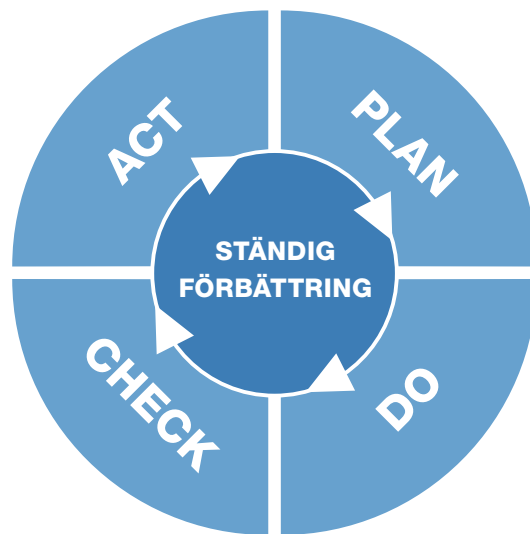 ACT
PLAN
STÄNDIG
FÖRBÄTTRING
CHECK
DO